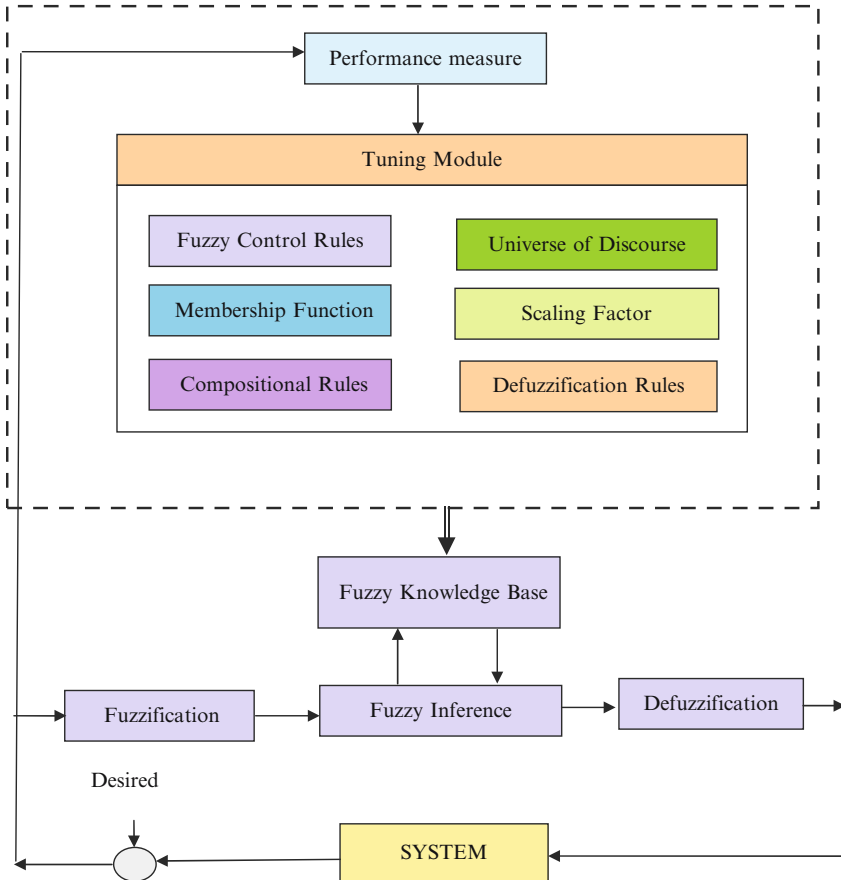 Performance measure
Tuning Module
Fuzzy Control Rules
Universe of Discourse
Membership Function
Scaling Factor
Compositional Rules
Defuzzification Rules
Fuzzy Knowledge Base
Fuzzification
Fuzzy Inference
Defuzzification
Desired
SYSTEM